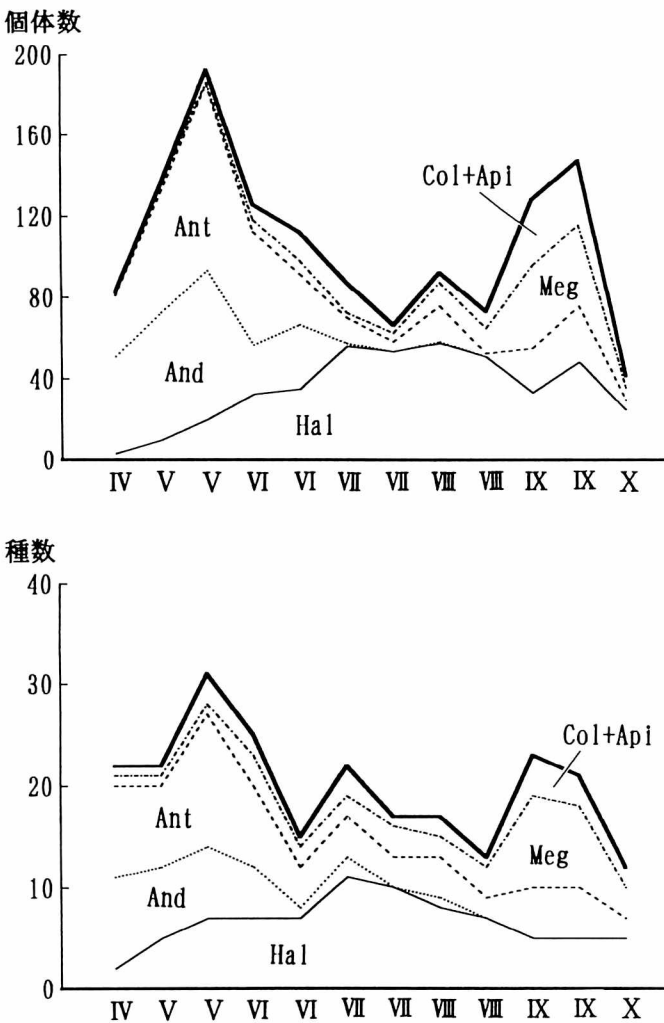 個体数
200
160
120
80
40
0
Col+Api
Ant
Meg
And
Hal
Ⅳ Ⅴ Ⅴ Ⅵ Ⅵ Ⅶ Ⅶ Ⅷ Ⅷ Ⅸ Ⅸ Ⅹ
種数
40
30
20
10
0
Col+Api
Ant
Meg
And
Hal
Ⅳ Ⅴ Ⅴ Ⅵ Ⅵ Ⅶ Ⅶ Ⅷ Ⅷ Ⅸ Ⅸ Ⅹ